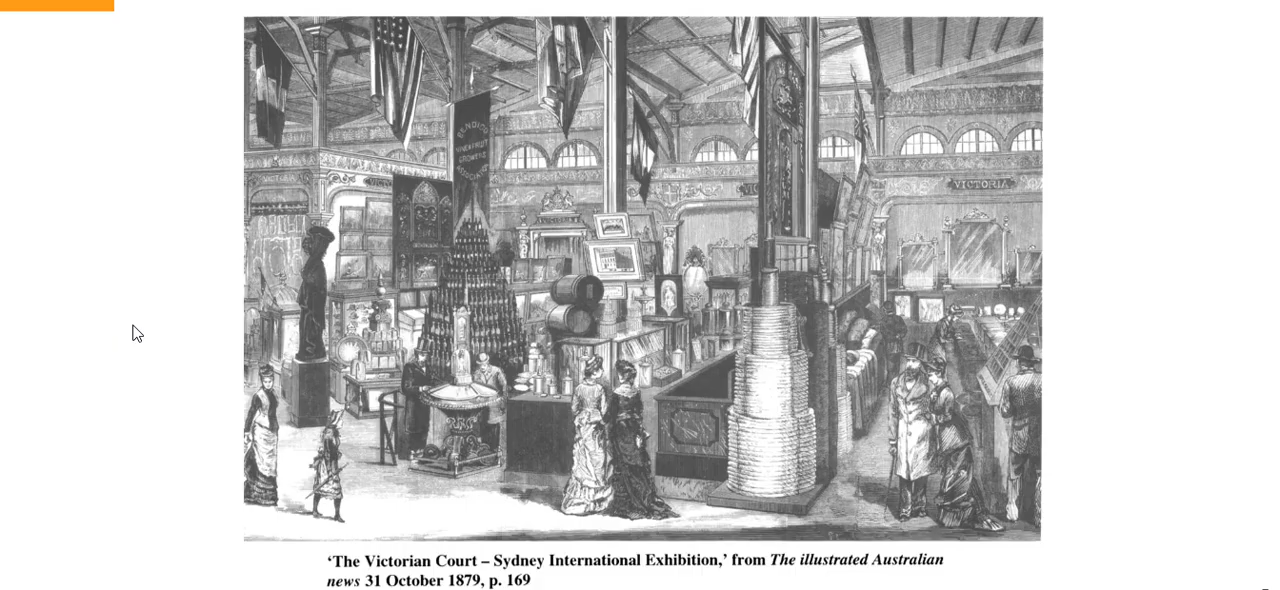 BENDIGO
VINE & FRUIT
GROWERS
ASSOCIATION
VICTORIA
‘The Victorian Court – Sydney International Exhibition,’ from The illustrated Australian
news 31 October 1879, p. 169